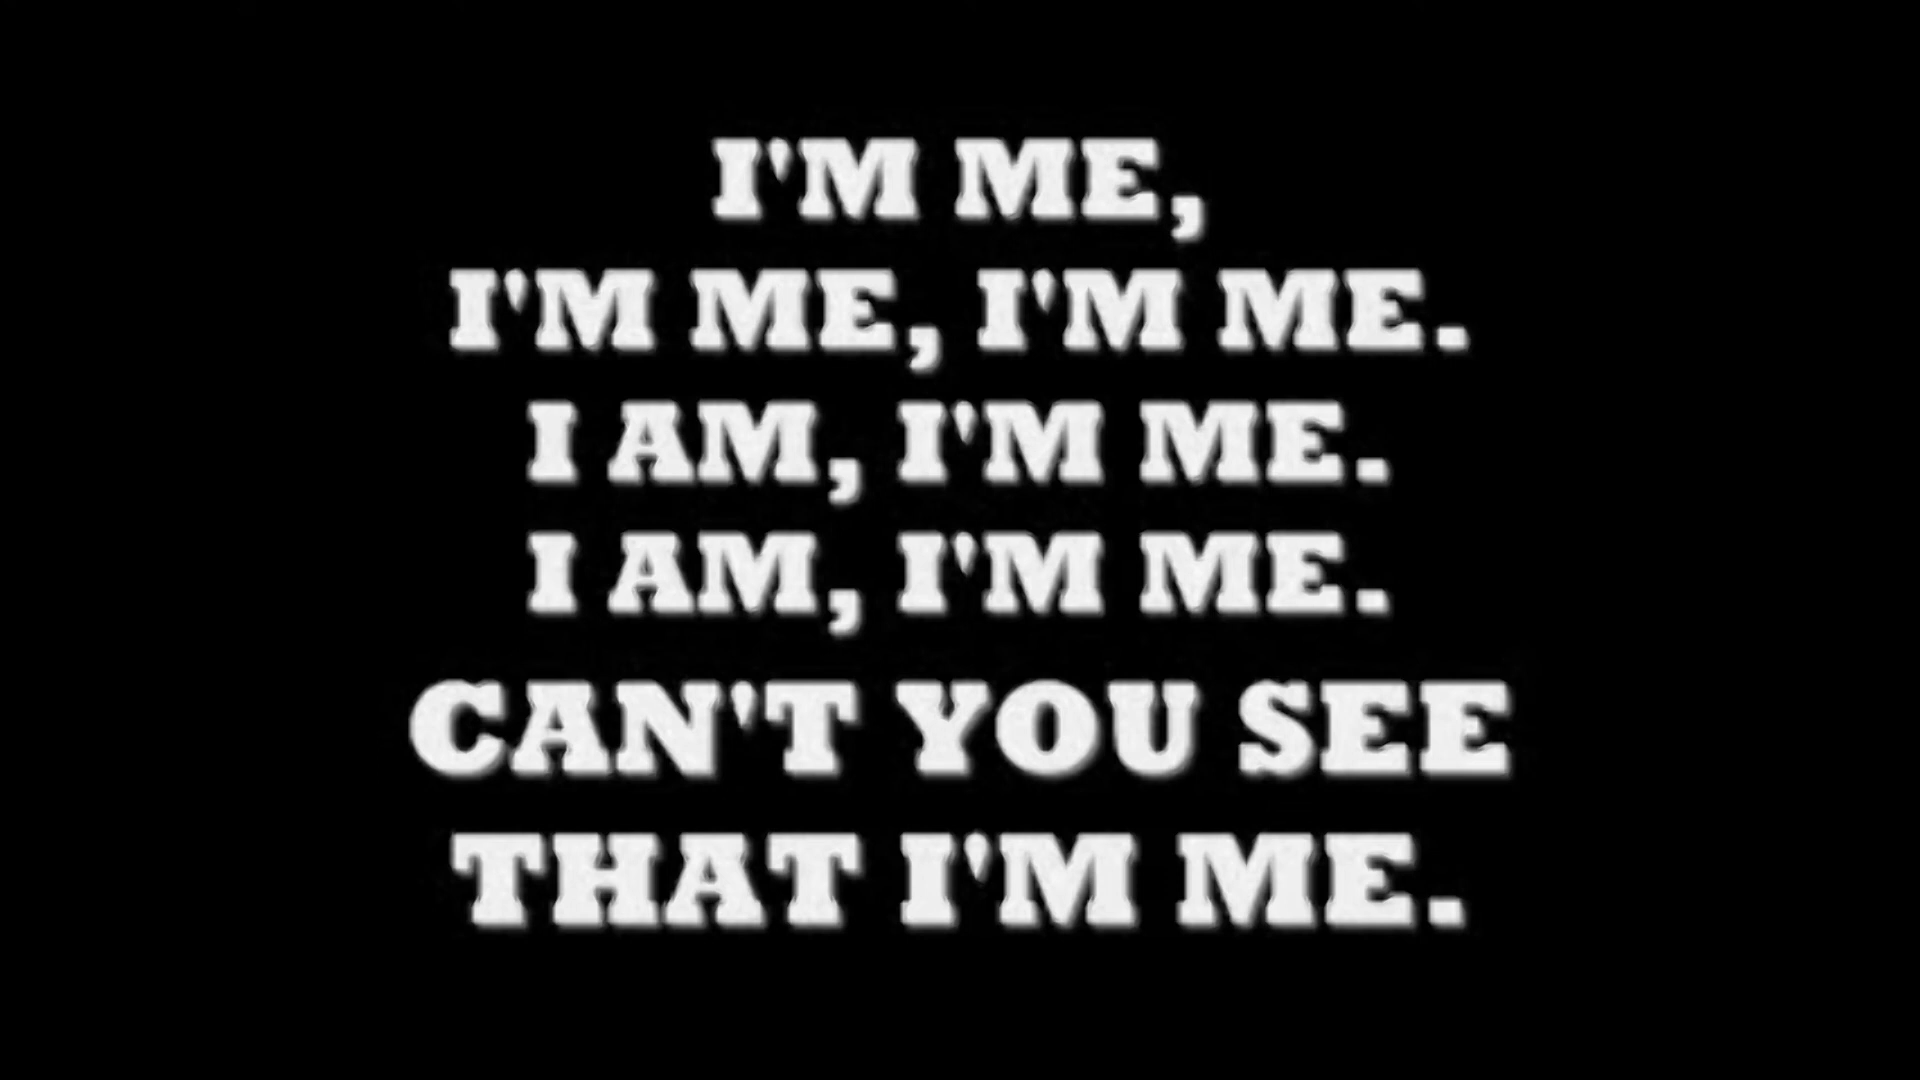 I'M ME,
I'M ME, I'M ME.
I AM, I'M ME.
I AM, I'M ME.
CAN'T YOU SEE
THAT I'M ME.